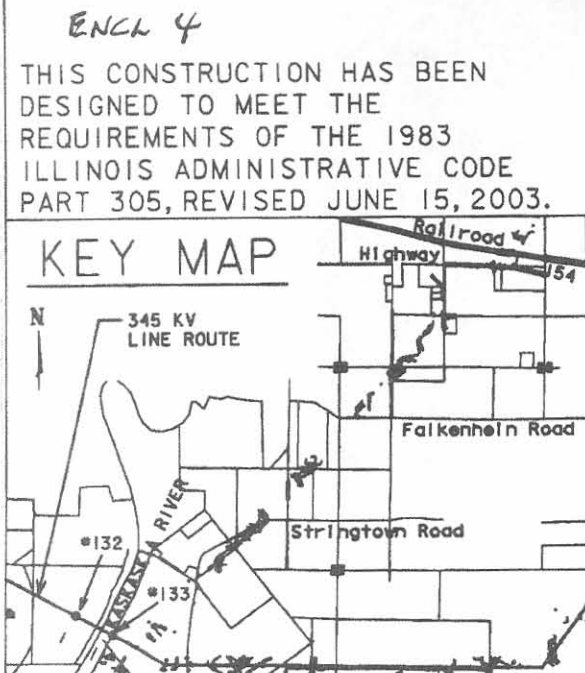 ENCL 4
THIS CONSTRUCTION HAS BEEN
DESIGNED TO MEET THE
REQUIREMENTS OF THE 1983
ILLINOIS ADMINISTRATIVE CODE
PART 305, REVISED JUNE 15, 2003.
KEY MAP
Railroad
Highway
154
N
345 KV
LINE ROUTE
Falkenhein Road
Stringtown Road
KASKASKIA RIVER
#132
#133